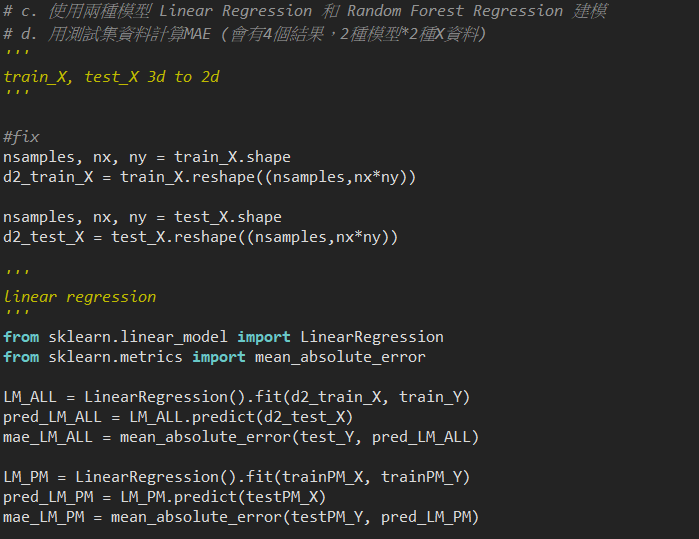 # c. 使用兩種模型 Linear Regression 和 Random Forest Regression 建模
# d. 用測試集資料計算MAE (會有4個結果，2種模型*2種X資料)
'''
train_X, test_X 3d to 2d
'''
#fix
nsamples, nx, ny = train_X.shape
d2_train_X = train_X.reshape((nsamples,nx*ny))
nsamples, nx, ny = test_X.shape
d2_test_X = test_X.reshape((nsamples,nx*ny))
'''
linear regression
'''
from sklearn.linear_model import LinearRegression
from sklearn.metrics import mean_absolute_error
LM_ALL = LinearRegression().fit(d2_train_X, train_Y)
pred_LM_ALL = LM_ALL.predict(d2_test_X)
mae_LM_ALL = mean_absolute_error(test_Y, pred_LM_ALL)
LM_PM = LinearRegression().fit(trainPM_X, trainPM_Y)
pred_LM_PM = LM_PM.predict(testPM_X)
mae_LM_PM = mean_absolute_error(testPM_Y, pred_LM_PM)